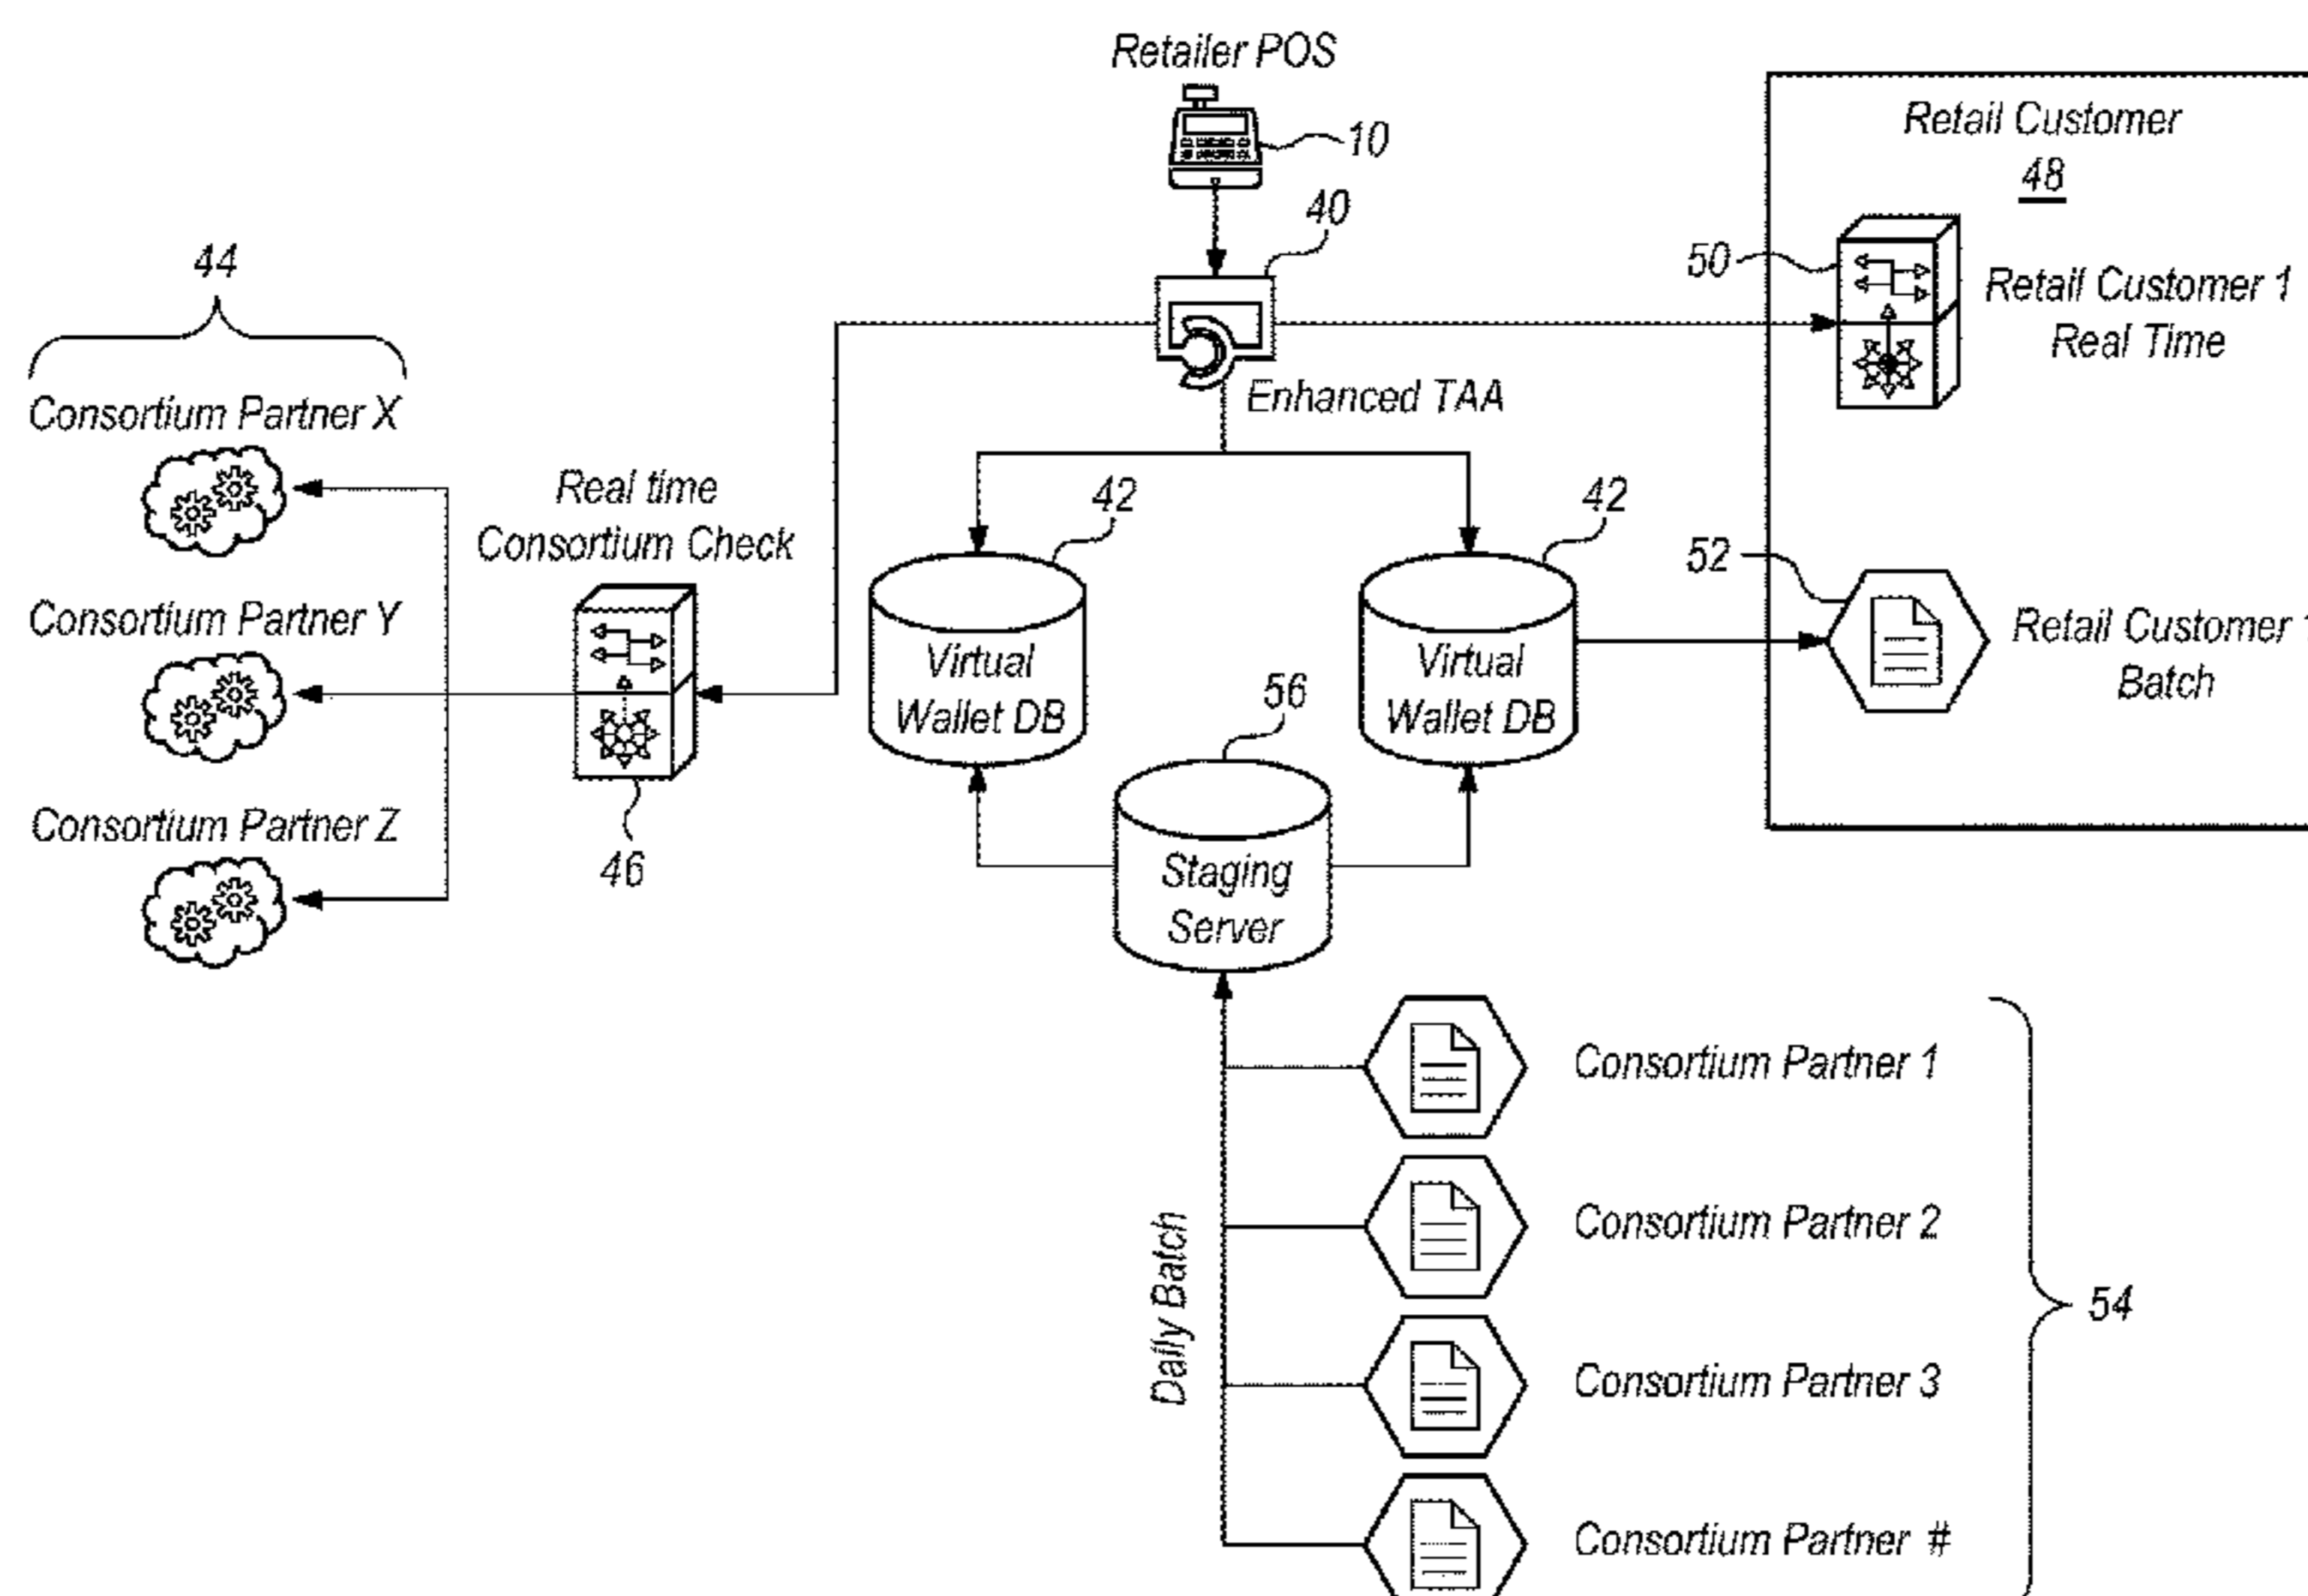 Retailer POS
10
40
Enhanced TAA
Retail Customer
48
50
Retail Customer 1
Real Time
52
Retail Customer 1
Batch
44
Consortium Partner X
Consortium Partner Y
Consortium Partner Z
Real time
Consortium Check
46
42
Virtual
Wallet DB
42
Virtual
Wallet DB
56
Staging
Server
Daily Batch
Consortium Partner 1
Consortium Partner 2
Consortium Partner 3
Consortium Partner #
54